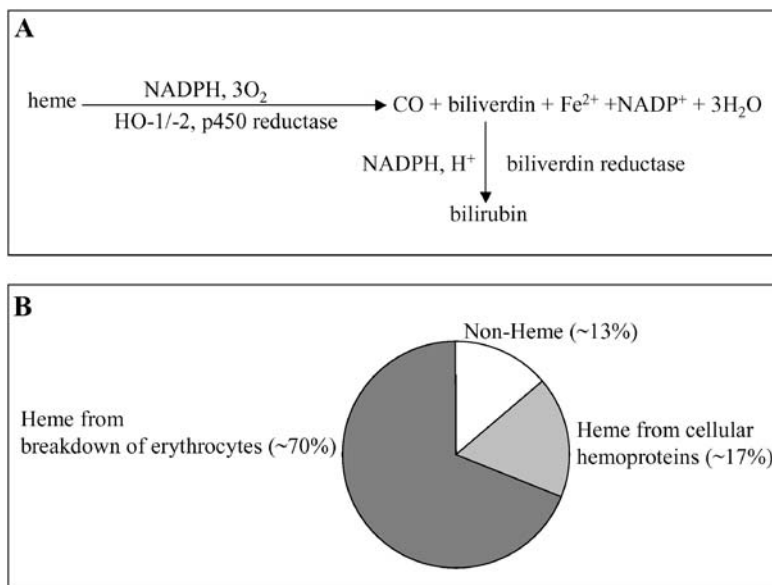 A
NADPH, 3O₂
heme
CO + biliverdin + Fe²⁺ +NADP⁺ + 3H₂O
HO-1/-2, p450 reductase
NADPH, H⁺
biliverdin reductase
bilirubin
B
Non-Heme (~13%)
Heme from
breakdown of erythrocytes (~70%)
Heme from cellular
hemoproteins (~17%)